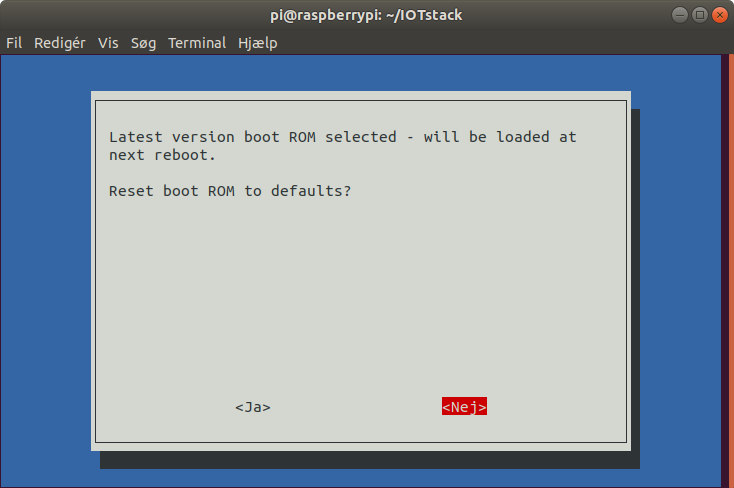 pi@raspberrypi: ~/IOTstack
Fil Redigér Vis Søg Terminal Hjælp
Latest version boot ROM selected - will be loaded at
next reboot.
Reset boot ROM to defaults?
<Ja> <Nej>